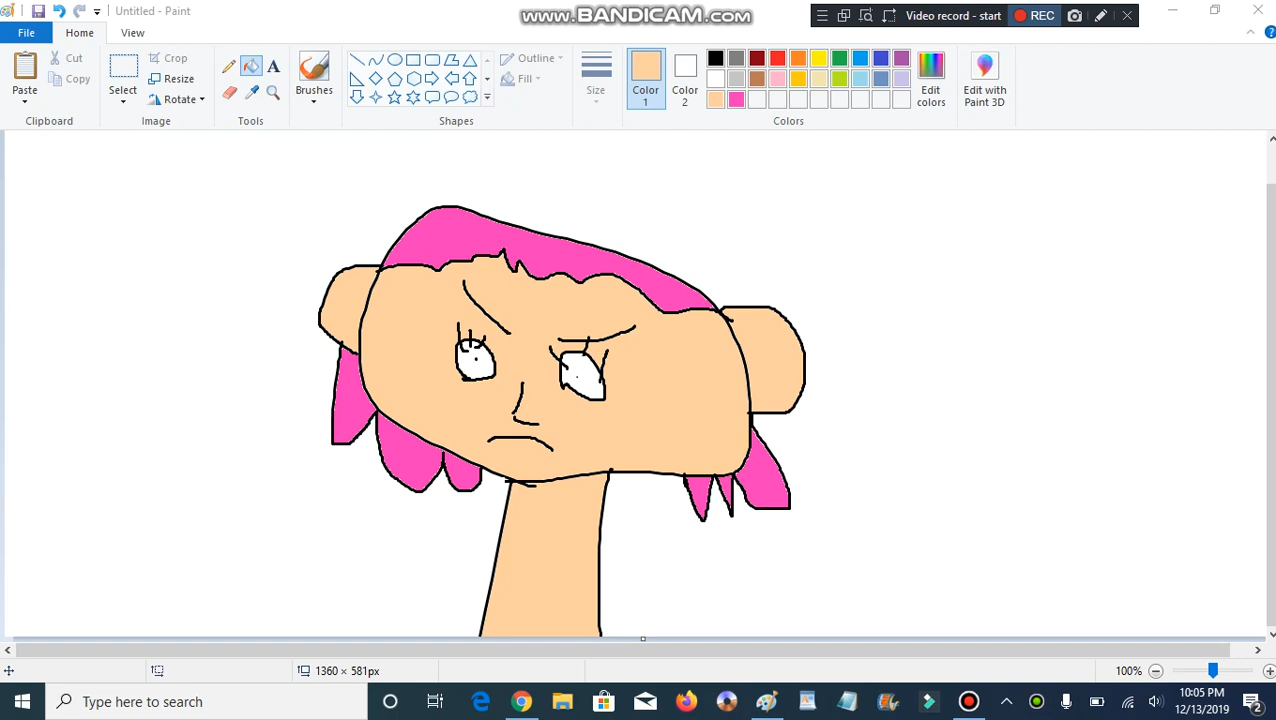 Untitled - Paint
www.BANDICAM.com
Video record - start
REC
File
Home
View
Paste
Cut
Copy
Clipboard
Select
Crop
Resize
Rotate
Image
Tools
Brushes
Outline
Fill
Shapes
Size
Color
1
Color
2
Edit
colors
Edit with
Paint 3D
Colors
1360 × 581px
100%
Type here to search
10:05 PM
12/13/2019
2